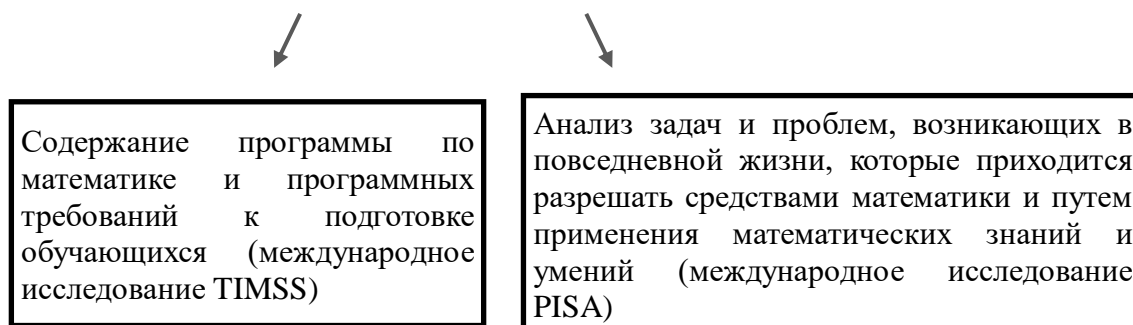 Содержание программы по
математике и программных
требований к подготовке
обучающихся (международное
исследование TIMSS)
Анализ задач и проблем, возникающих в
повседневной жизни, которые приходится
разрешать средствами математики и путем
применения математических знаний и
умений (международное исследование
PISA)